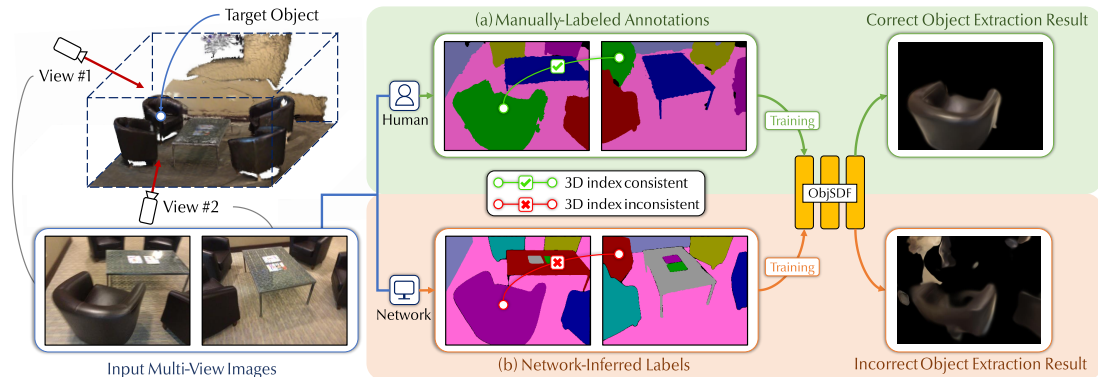 Target Object
View #1
View #2
Input Multi-View Images
(a) Manually-Labeled Annotations
Correct Object Extraction Result
Human
Training
3D index consistent
3D index inconsistent
ObjSDF
Network
Training
(b) Network-Inferred Labels
Incorrect Object Extraction Result